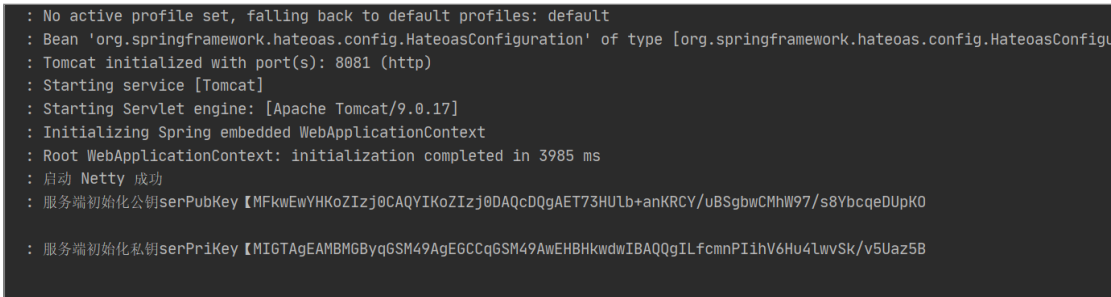 : No active profile set, falling back to default profiles: default
: Bean 'org.springframework.hateoas.config.HateoasConfiguration' of type [org.springframework.hateoas.config.HateoasConfigu
: Tomcat initialized with port(s): 8081 (http)
: Starting service [Tomcat]
: Starting Servlet engine: [Apache Tomcat/9.0.17]
: Initializing Spring embedded WebApplicationContext
: Root WebApplicationContext: initialization completed in 3985 ms
: 启动 Netty 成功
: 服务端初始化公钥serPubKey【MFkwEwYHKoZIzj0CAQYIKoZIzj0DAQcDQgAET73HUlb+anKRCY/uBSgbwCMhW97/s8YbcqeDUpKO
: 服务端初始化私钥serPriKey【MIGTAgEAMBMGByqGSM49AgEGCCqGSM49AwEHBHkwdwIBAQQgILfcmnPIihV6Hu4lwvSk/v5Uaz5B